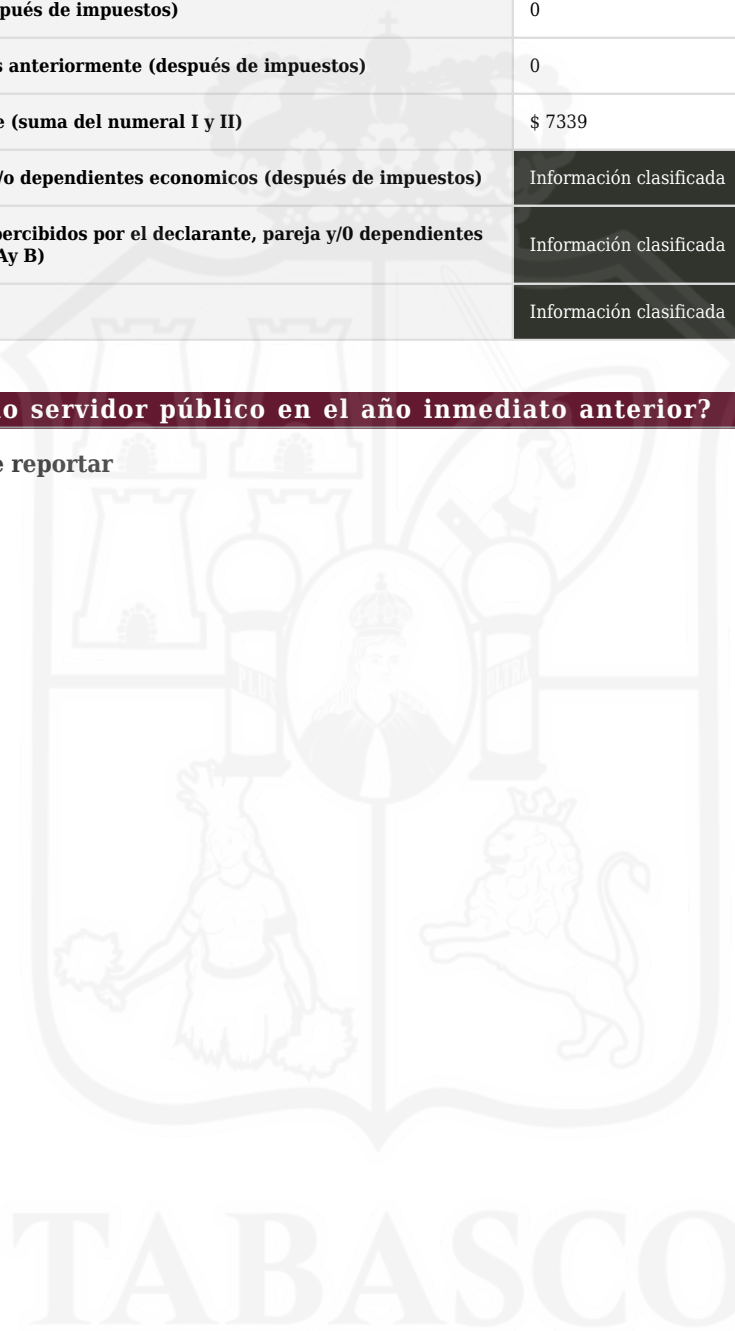 pués de impuestos)
0
s anteriormente (después de impuestos)
0
e (suma del numeral I y II)
$ 7339
/o dependientes economicos (después de impuestos)
Información clasificada
percibidos por el declarante, pareja y/0 dependientes
Ay B)
Información clasificada
Información clasificada
o servidor público en el año inmediato anterior?
e reportar
PLUS
ULTRA
TABASCO